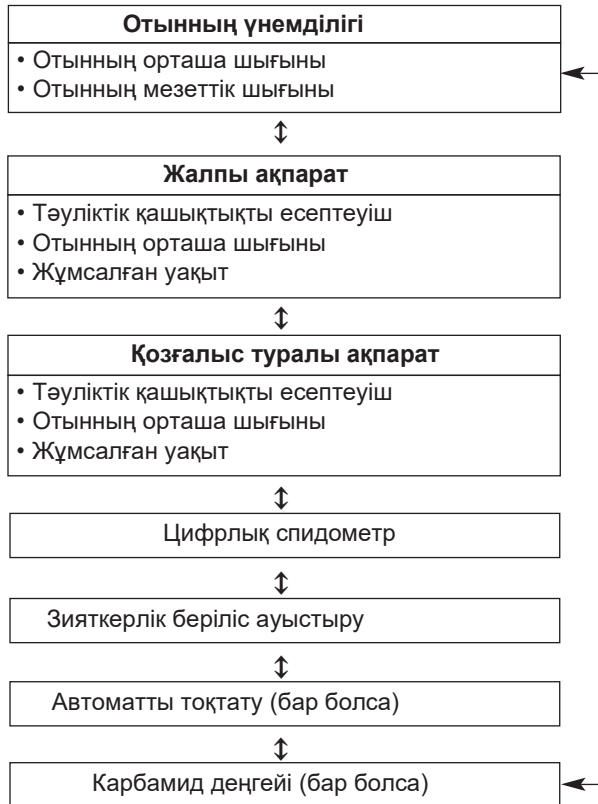 Отынның үнемділігі
• Отынның орташа шығыны
• Отынның мезеттік шығыны
Жалпы ақпарат
• Тәуліктік қашықтықты есептеуіш
• Отынның орташа шығыны
• Жұмсалған уақыт
Қозғалыс туралы ақпарат
• Тәуліктік қашықтықты есептеуіш
• Отынның орташа шығыны
• Жұмсалған уақыт
Цифрлық спидометр
Зияткерлік беріліс ауыстыру
Автоматты тоқтату (бар болса)
Карбамид деңгейі (бар болса)